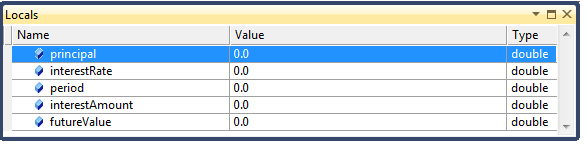 Locals
Name Value Type
principal 0.0 double
interestRate 0.0 double
period 0.0 double
interestAmount 0.0 double
futureValue 0.0 double